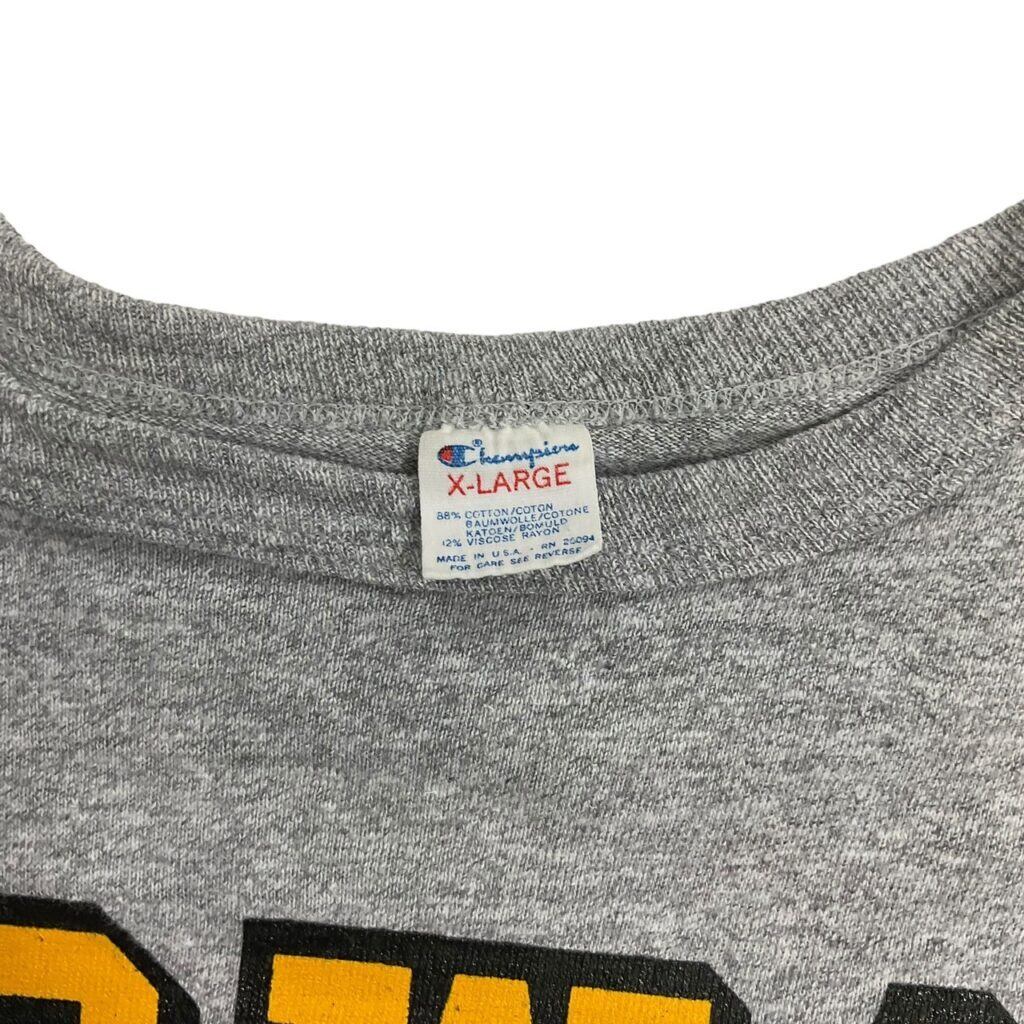 Champion®
X-LARGE
88% COTTON/COTON
BAUMWOLLE/COTONE
KATOEN/BOMULD
12% VISCOSE RAYON
MADE IN U.S.A. - RN 26094
FOR CARE SEE REVERSE